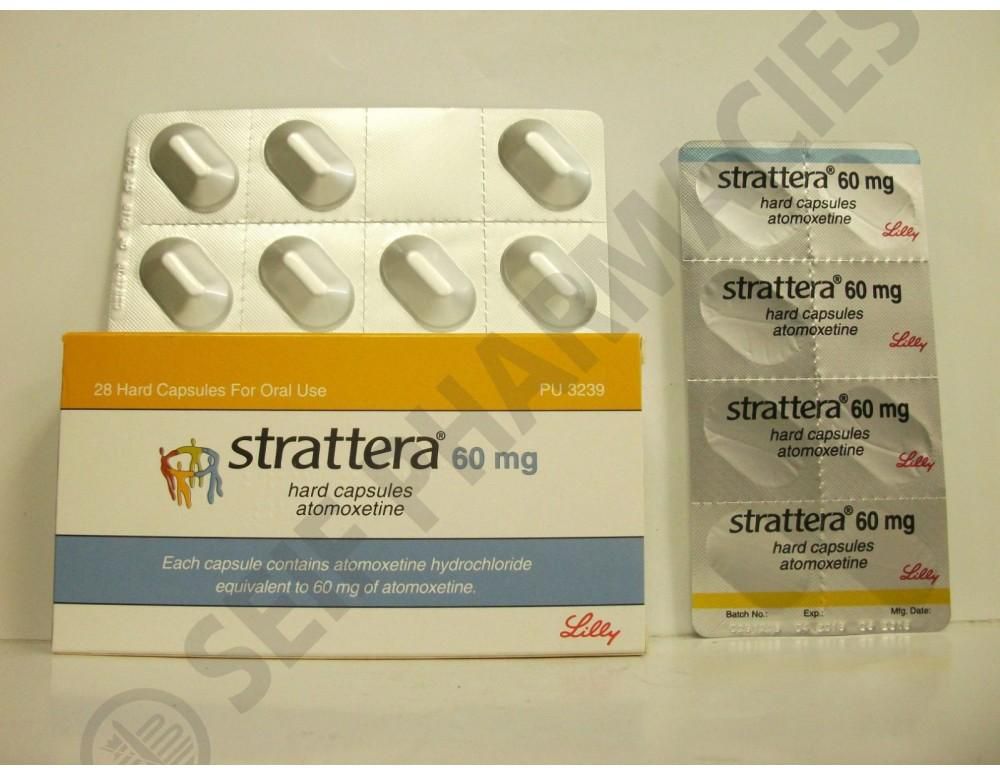 28 Hard Capsules For Oral Use PU 3239
strattera® 60 mg
hard capsules
atomoxetine
Each capsule contains atomoxetine hydrochloride
equivalent to 60 mg of atomoxetine.
Lilly
strattera® 60 mg
hard capsules
atomoxetine
Lilly
strattera® 60 mg
hard capsules
atomoxetine
Lilly
strattera® 60 mg
hard capsules
atomoxetine
Lilly
strattera® 60 mg
hard capsules
atomoxetine
Lilly
Batch No.: Exp.: Mfg. Date:
PHARMACIES